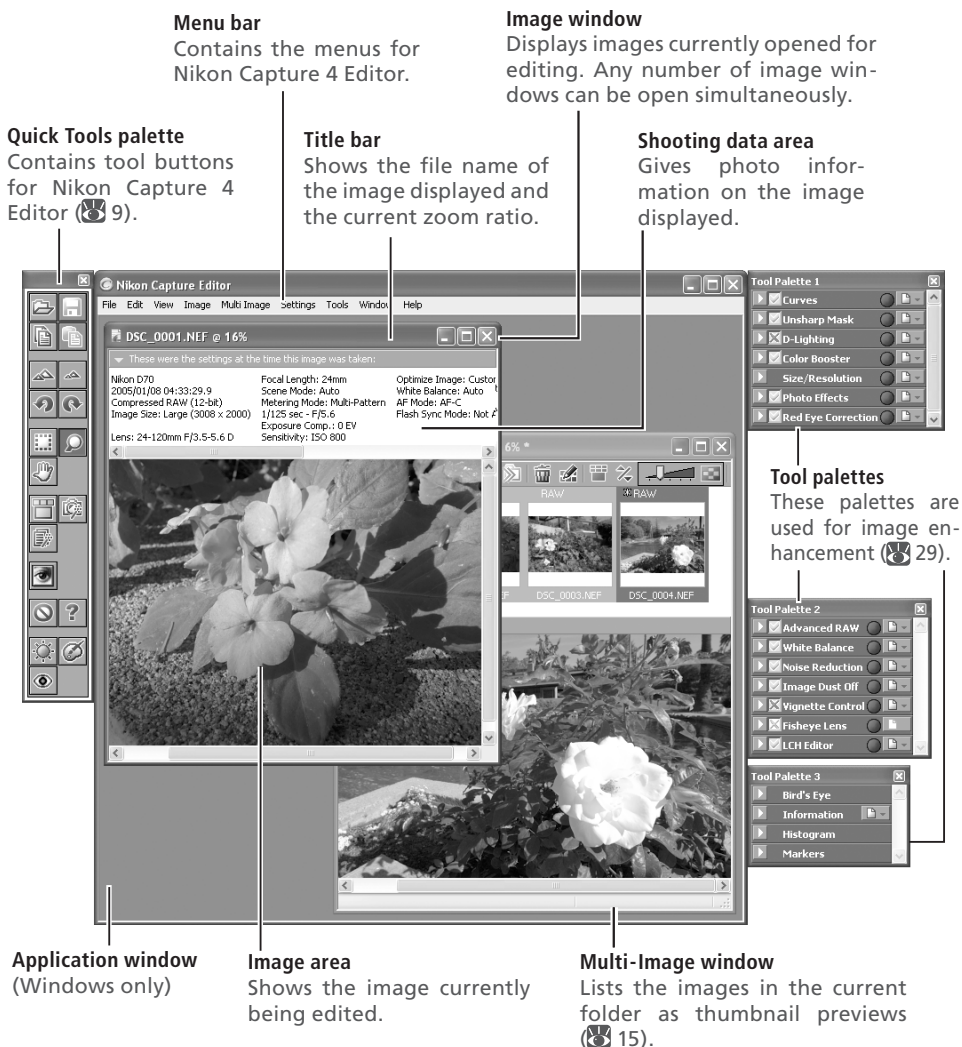 Menu bar
Contains the menus for
Nikon Capture 4 Editor.
Image window
Displays images currently opened for
editing. Any number of image win-
dows can be open simultaneously.
Quick Tools palette
Contains tool buttons
for Nikon Capture 4
Editor ( 9).
Title bar
Shows the file name of
the image displayed and
the current zoom ratio.
Shooting data area
Gives photo infor-
mation on the image
displayed.
Nikon Capture Editor
File Edit View Image Multi Image Settings Tools Window Help
DSC_0001.NEF @ 16%
These were the settings at the time this image was taken:
Nikon D70
2005/01/08 04:33:29.9
Compressed RAW (12-bit)
Image Size: Large (3008 x 2000)
Lens: 24-120mm F/3.5-5.6 D
Focal Length: 24mm
Scene Mode: Auto
Metering Mode: Multi-Pattern
1/125 sec - F/5.6
Exposure Comp.: 0 EV
Sensitivity: ISO 800
Optimize Image: Custor
White Balance: Auto
AF Mode: AF-C
Flash Sync Mode: Not A
6% *
RAW
RAW
DSC_0003.NEF
DSC_0004.NEF
Tool Palette 1
Curves
Unsharp Mask
D-Lighting
Color Booster
Size/Resolution
Photo Effects
Red Eye Correction
Tool palettes
These palettes are
used for image en-
hancement ( 29).
Tool Palette 2
Advanced RAW
White Balance
Noise Reduction
Image Dust Off
Vignette Control
Fisheye Lens
LCH Editor
Tool Palette 3
Bird's Eye
Information
Histogram
Markers
Application window
(Windows only)
Image area
Shows the image currently
being edited.
Multi-Image window
Lists the images in the current
folder as thumbnail previews
( 15).